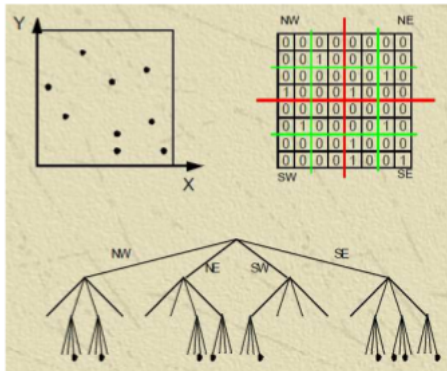 Y
X
NW NE
0 0 0 0 0 0 0 0
0 0 1 0 0 0 0 0
0 0 0 0 0 0 1 0
1 0 0 0 1 0 0 0
0 0 0 0 0 0 0 0
0 1 0 0 0 0 1 0
0 0 0 0 1 0 0 0
0 0 0 0 1 0 0 1
SW SE
NW NE SW SE